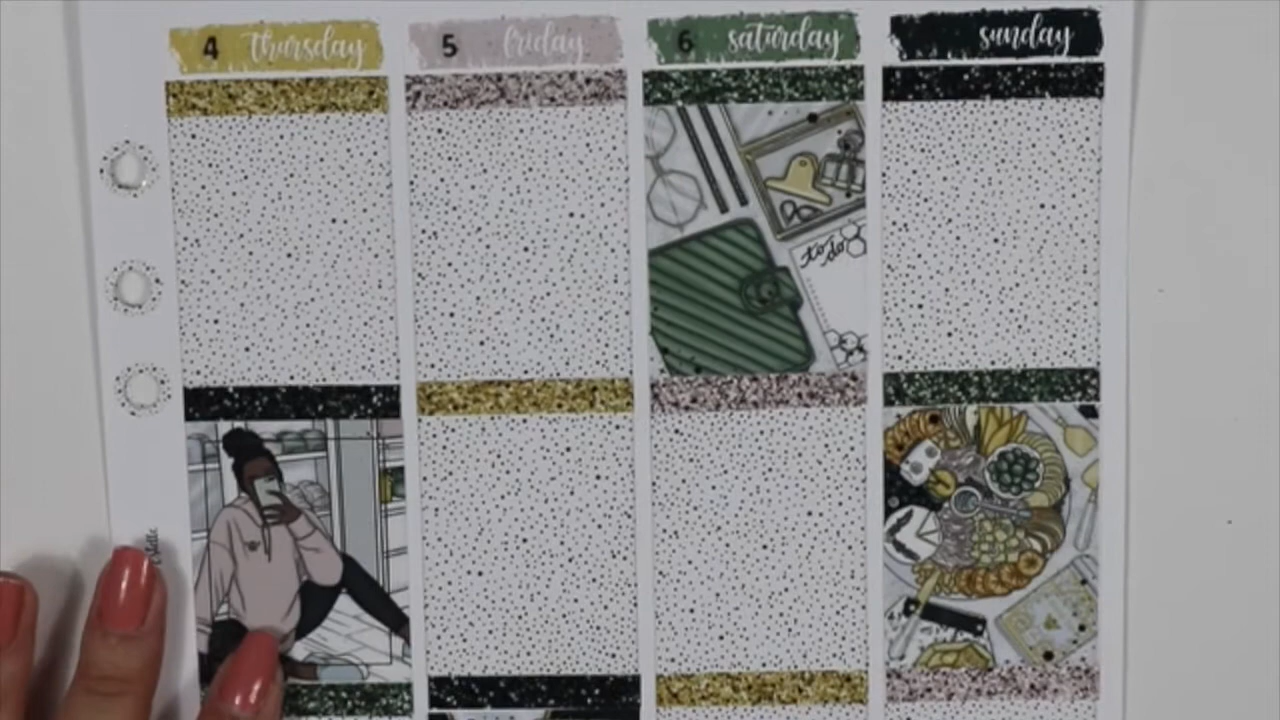 4 thursday
5 friday
6 saturday
sunday
to do